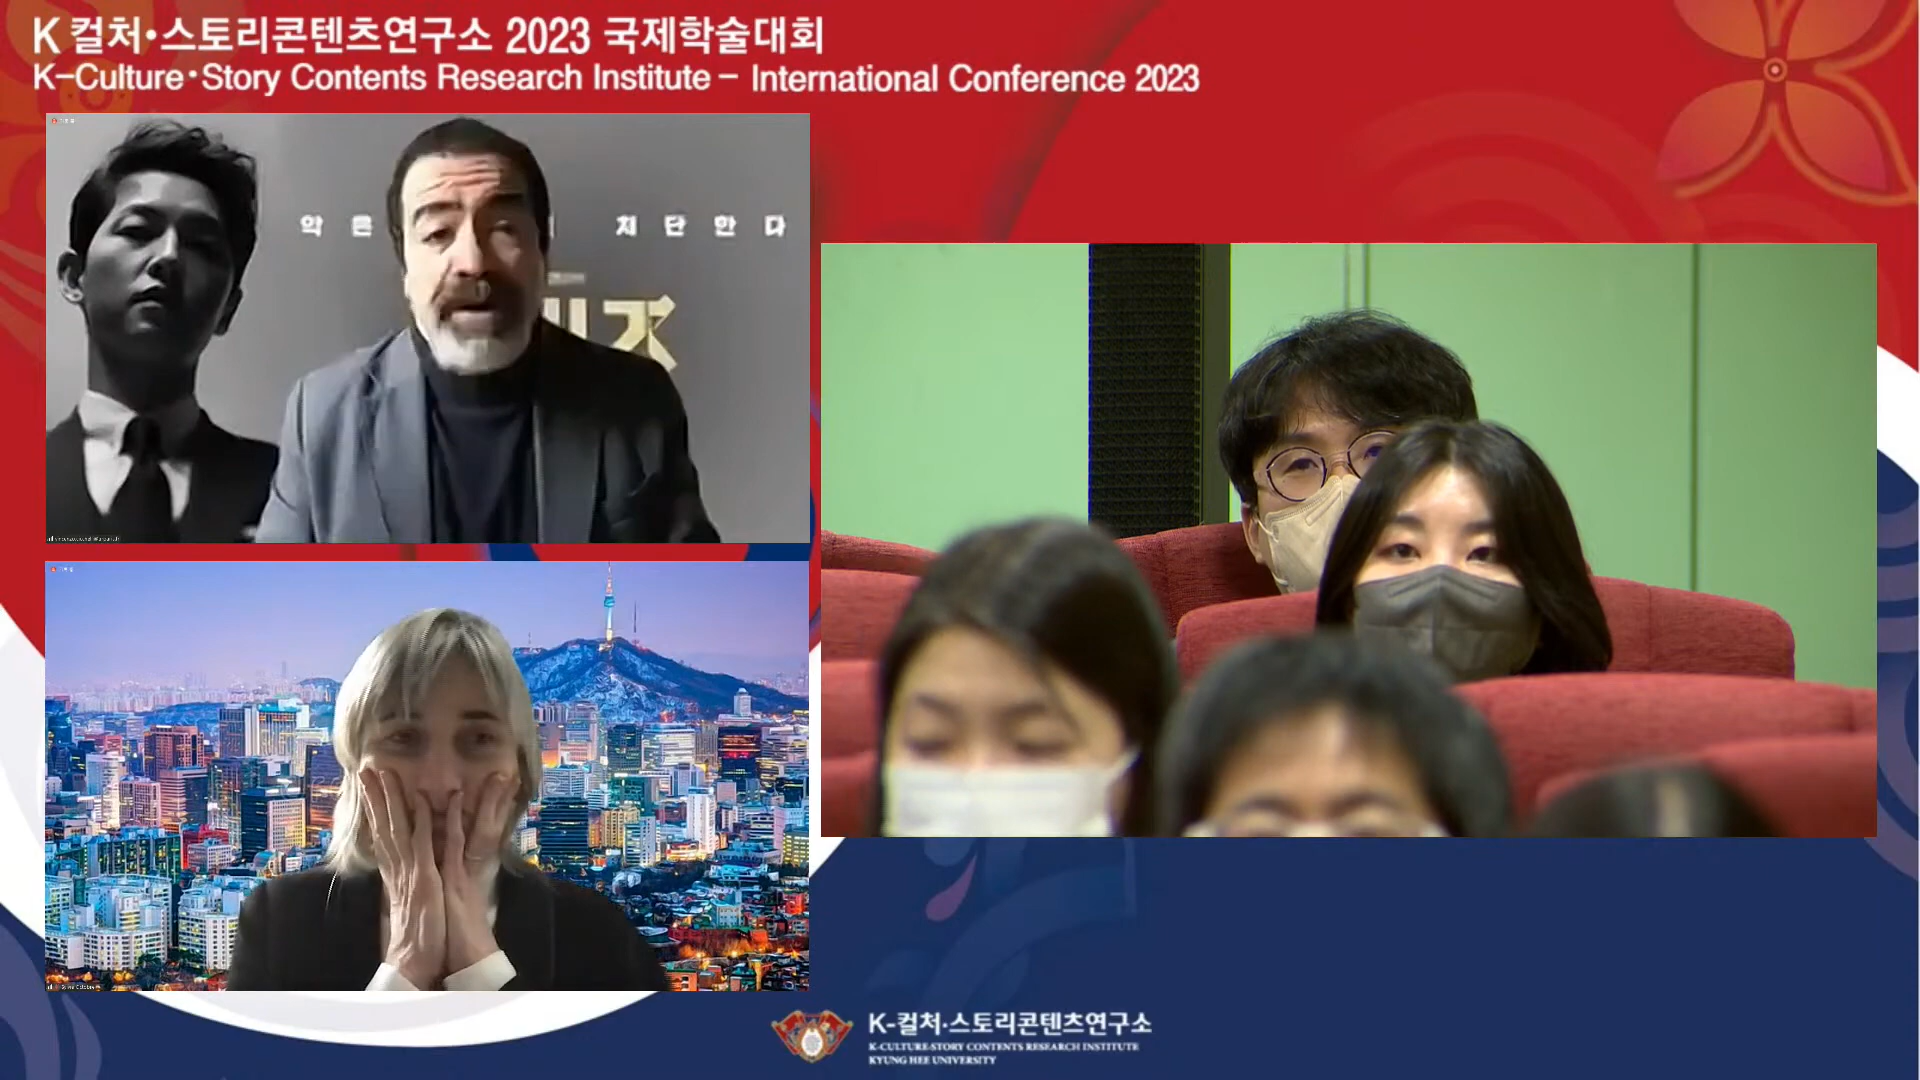 K 컬처·스토리콘텐츠연구소 2023 국제학술대회
K-Culture·Story Contents Research Institute - International Conference 2023
악 은
치 단 한 다
K-컬처·스토리콘텐츠연구소
K-CULTURE·STORY CONTENTS RESEARCH INSTITUTE
KYUNG HEE UNIVERSITY